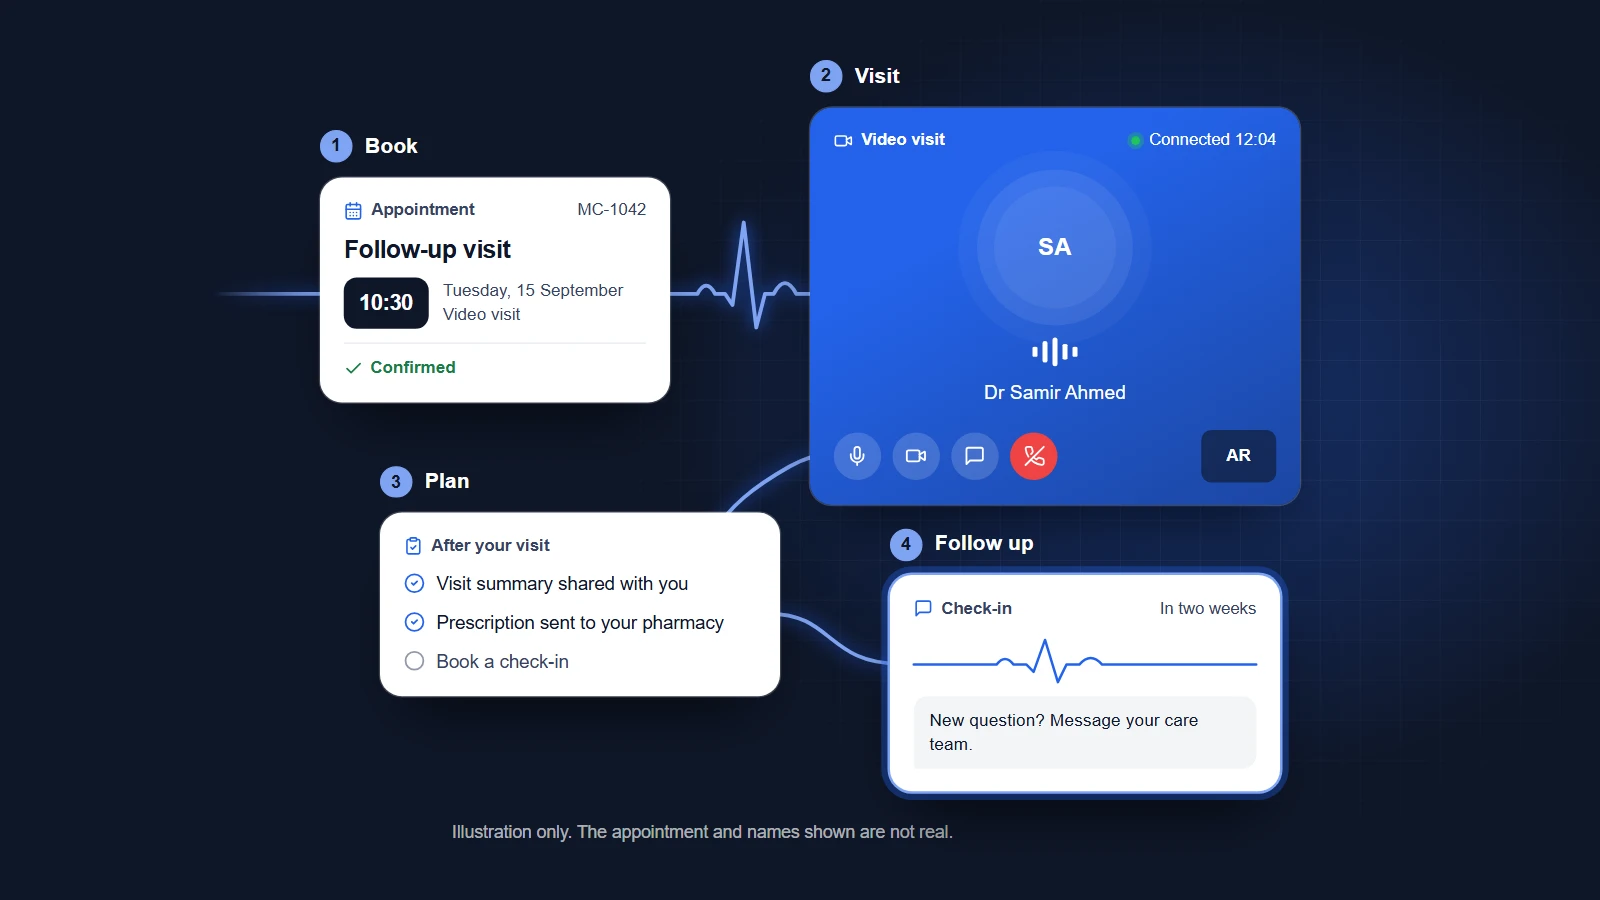 1 Book
Appointment MC-1042
Follow-up visit
10:30
Tuesday, 15 September
Video visit
Confirmed
2 Visit
Video visit Connected 12:04
SA
Dr Samir Ahmed
AR
3 Plan
After your visit
Visit summary shared with you
Prescription sent to your pharmacy
Book a check-in
4 Follow up
Check-in In two weeks
New question? Message your care
team.
Illustration only. The appointment and names shown are not real.